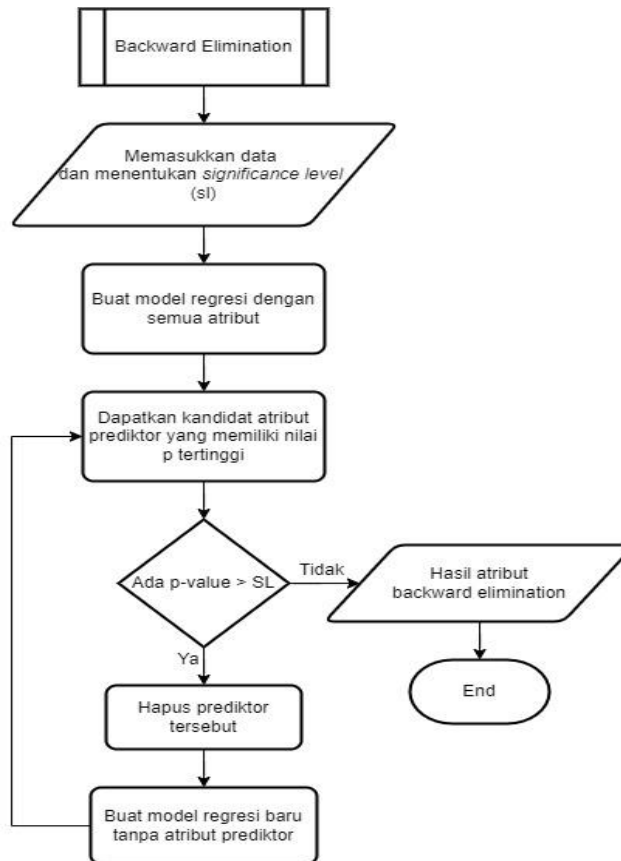 Backward Elimination
Memasukkan data
dan menentukan significance level
(sl)
Buat model regresi dengan
semua atribut
Dapatkan kandidat atribut
prediktor yang memiliki nilai
p tertinggi
Ada p-value > SL
Tidak
Hasil atribut
backward elimination
End
Ya
Hapus prediktor
tersebut
Buat model regresi baru
tanpa atribut prediktor